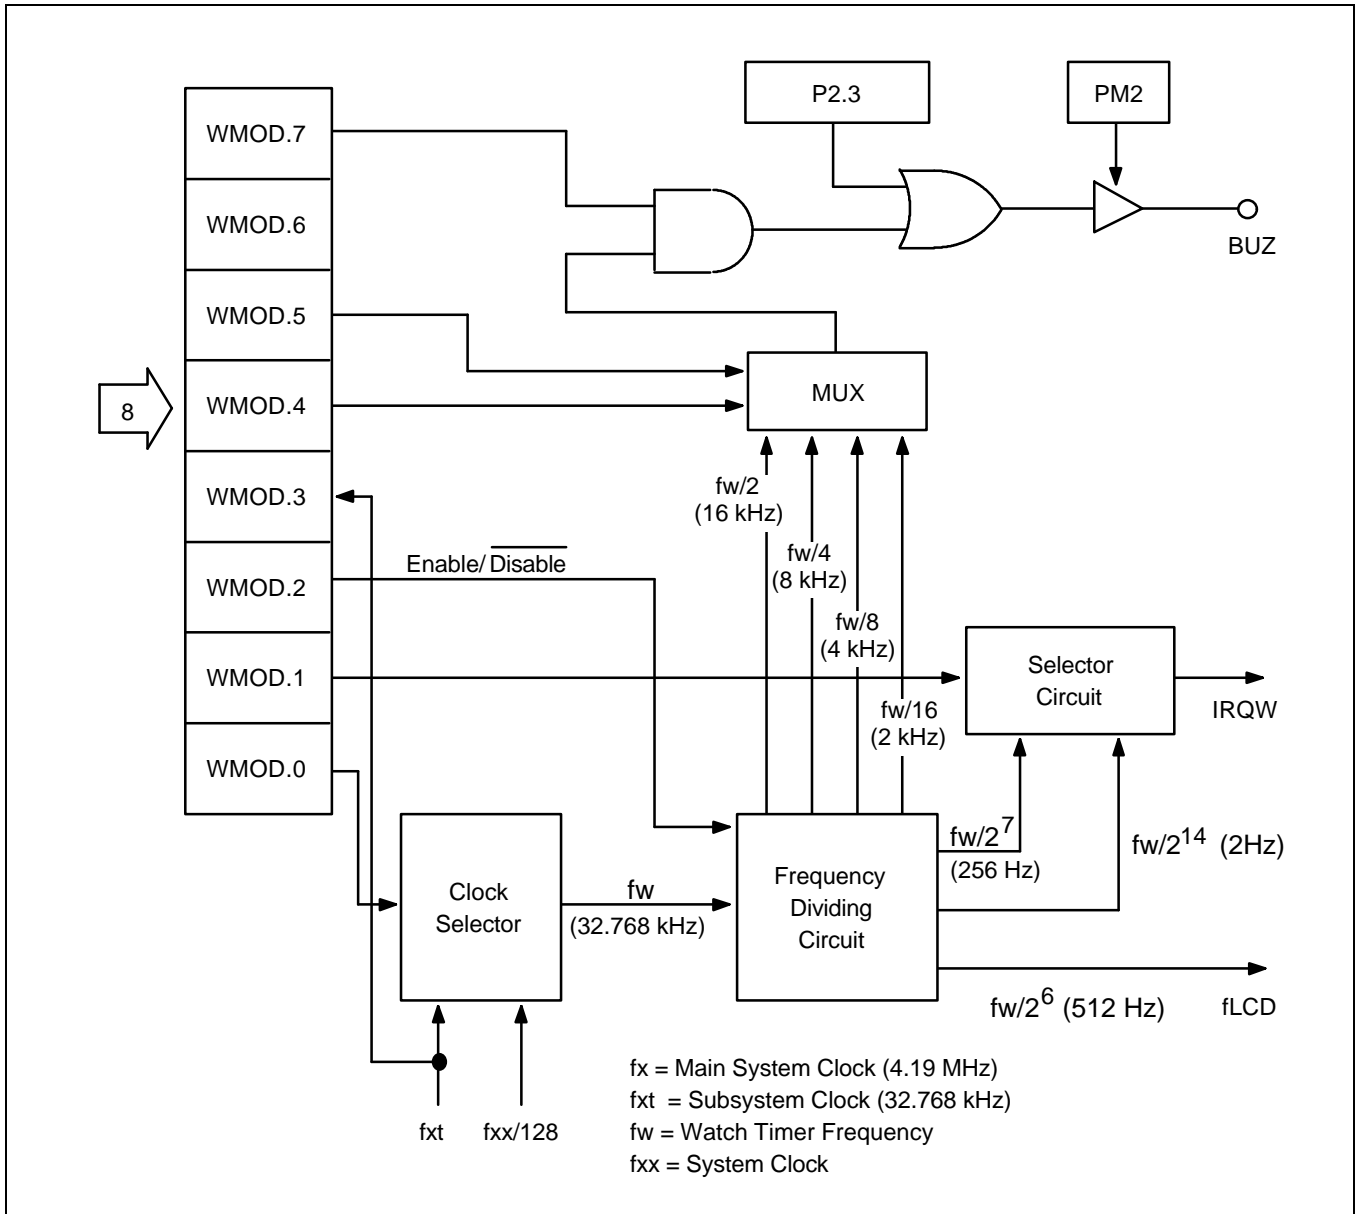 P2.3
PM2
WMOD.7
WMOD.6
BUZ
WMOD.5
MUX
8
WMOD.4
WMOD.3
fw/2
(16 kHz)
fw/4
(8 kHz)
Enable/ Disable
WMOD.2
fw/8
(4 kHz)
WMOD.1
Selector
Circuit
IRQW
fw/16
(2 kHz)
WMOD.0
fw/2^7
(256 Hz)
fw/2^14 (2Hz)
Clock
Selector
fw
(32.768 kHz)
Frequency
Dividing
Circuit
fw/2^6 (512 Hz)
fLCD
fxt
fxx/128
fx = Main System Clock (4.19 MHz)
fxt = Subsystem Clock (32.768 kHz)
fw = Watch Timer Frequency
fxx = System Clock